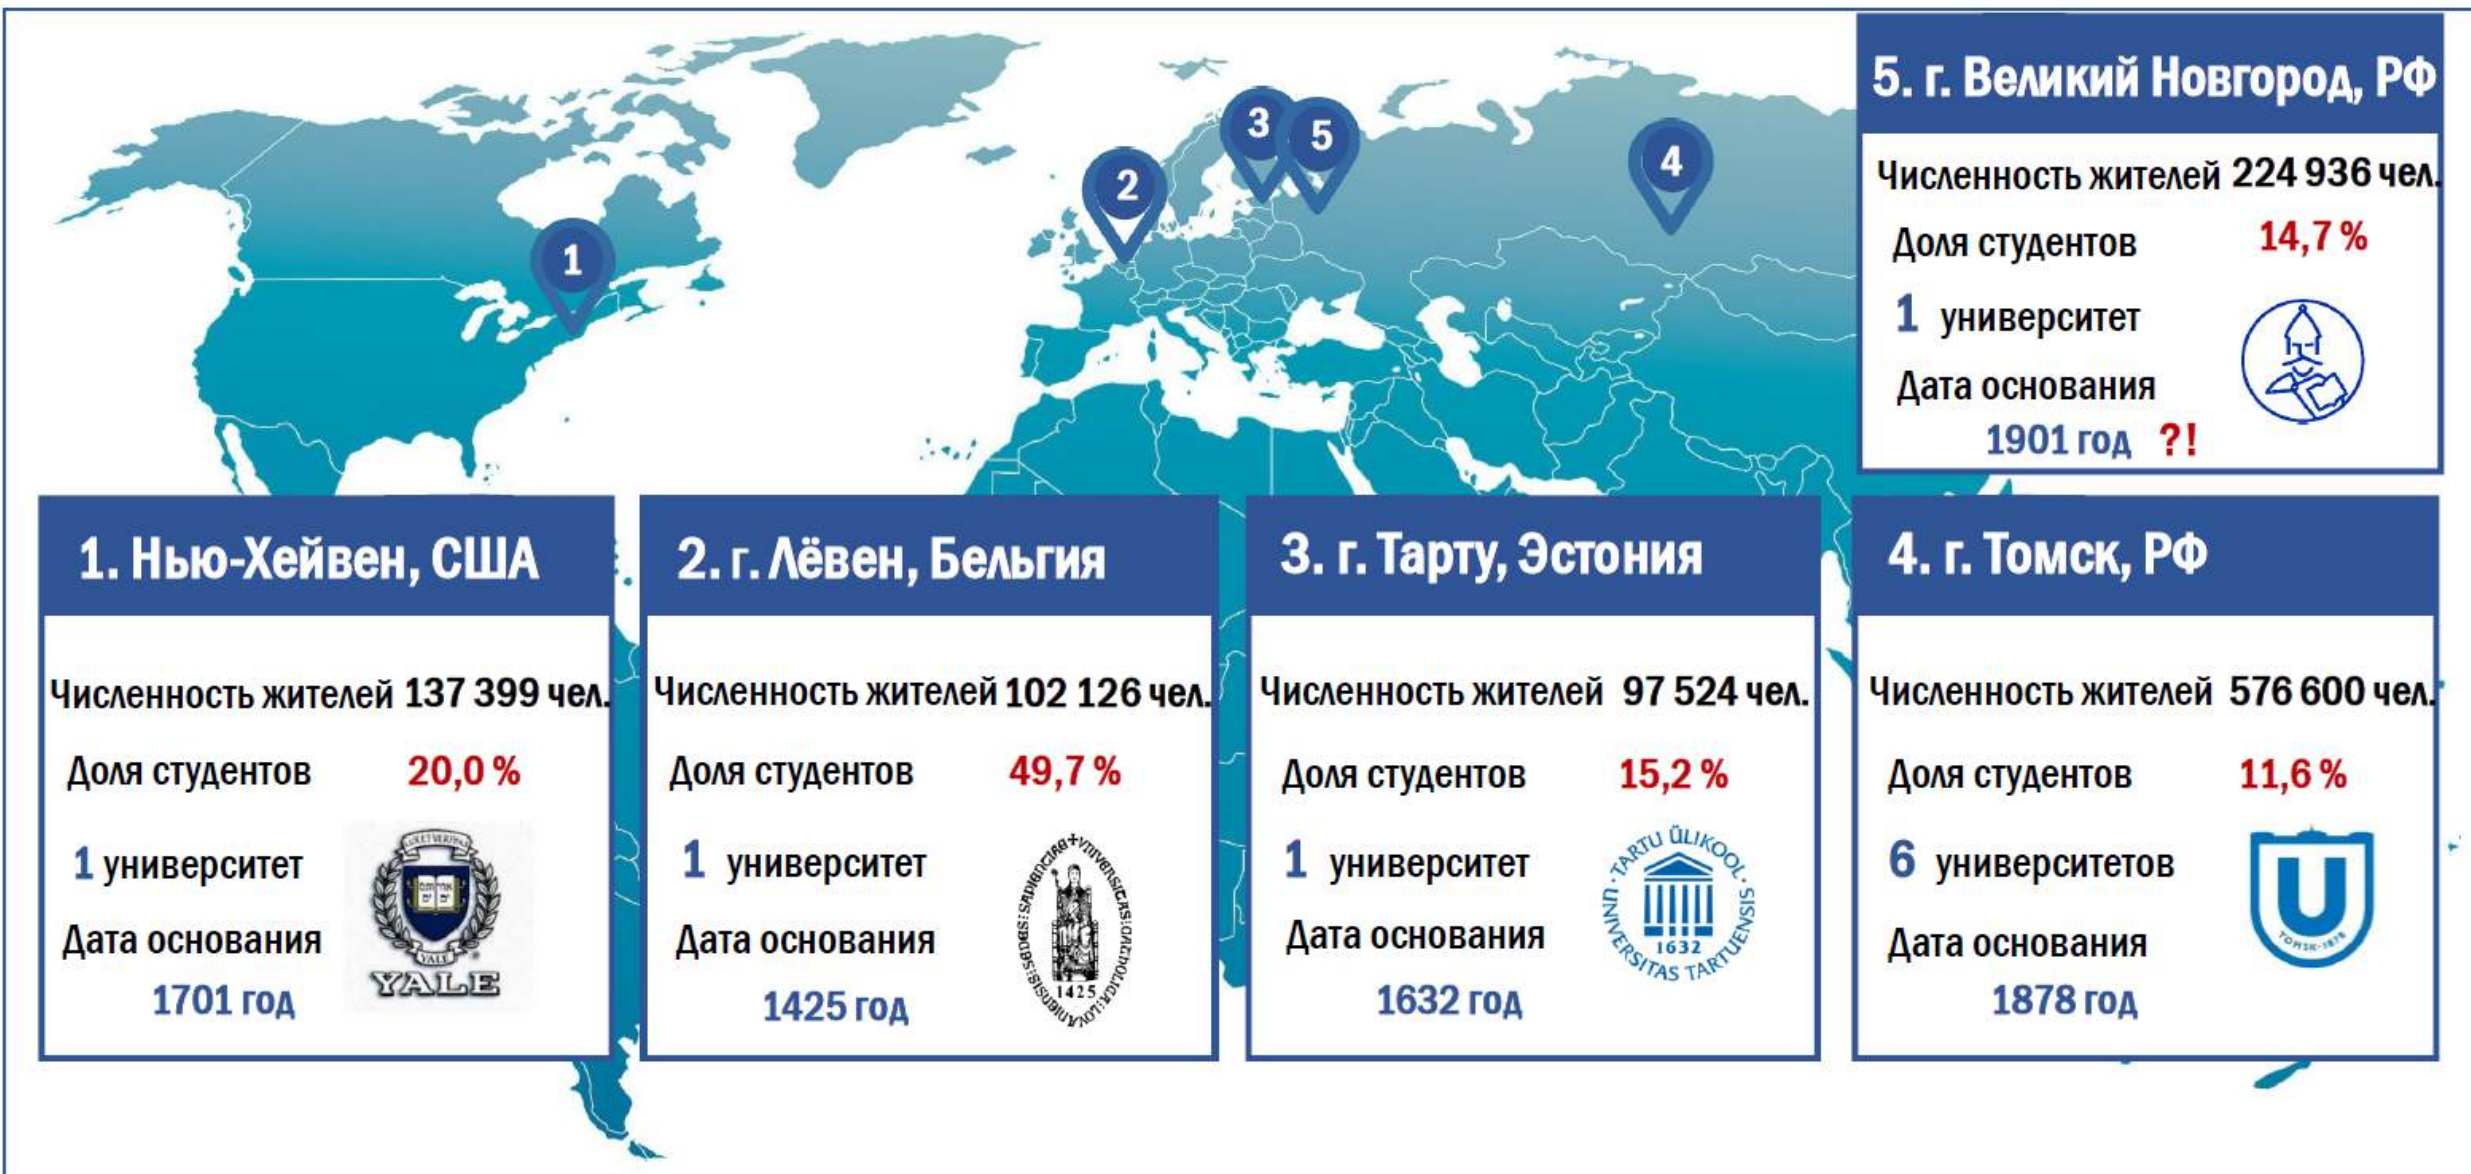 5. г. Великий Новгород, РФ
Численность жителей 224 936 чел.
Доля студентов 14,7 %
1 университет
Дата основания
1901 год ?!
1
2
3
5
4
1. Нью-Хейвен, США
Численность жителей 137 399 чел.
Доля студентов 20,0 %
1 университет
Дата основания
1701 год
YALE
YALE
2. г. Лёвен, Бельгия
Численность жителей 102 126 чел.
Доля студентов 49,7 %
1 университет
Дата основания
1425 год
1425
3. г. Тарту, Эстония
Численность жителей 97 524 чел.
Доля студентов 15,2 %
1 университет
Дата основания
1632 год
TARTU ÜLIKOOL · UNIVERSITAS TARTUENSIS ·
1632
4. г. Томск, РФ
Численность жителей 576 600 чел.
Доля студентов 11,6 %
6 университетов
Дата основания
1878 год
U
TOMSK·1878